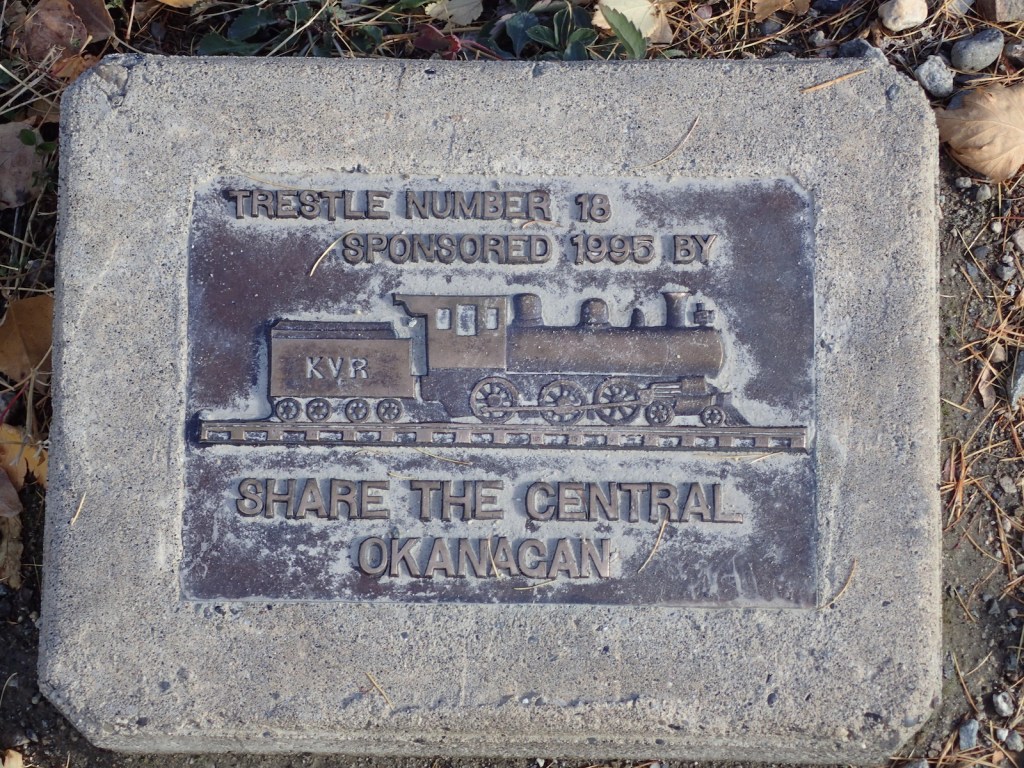 TRESTLE NUMBER 18
SPONSORED 1995 BY
KVR
SHARE THE CENTRAL
OKANAGAN